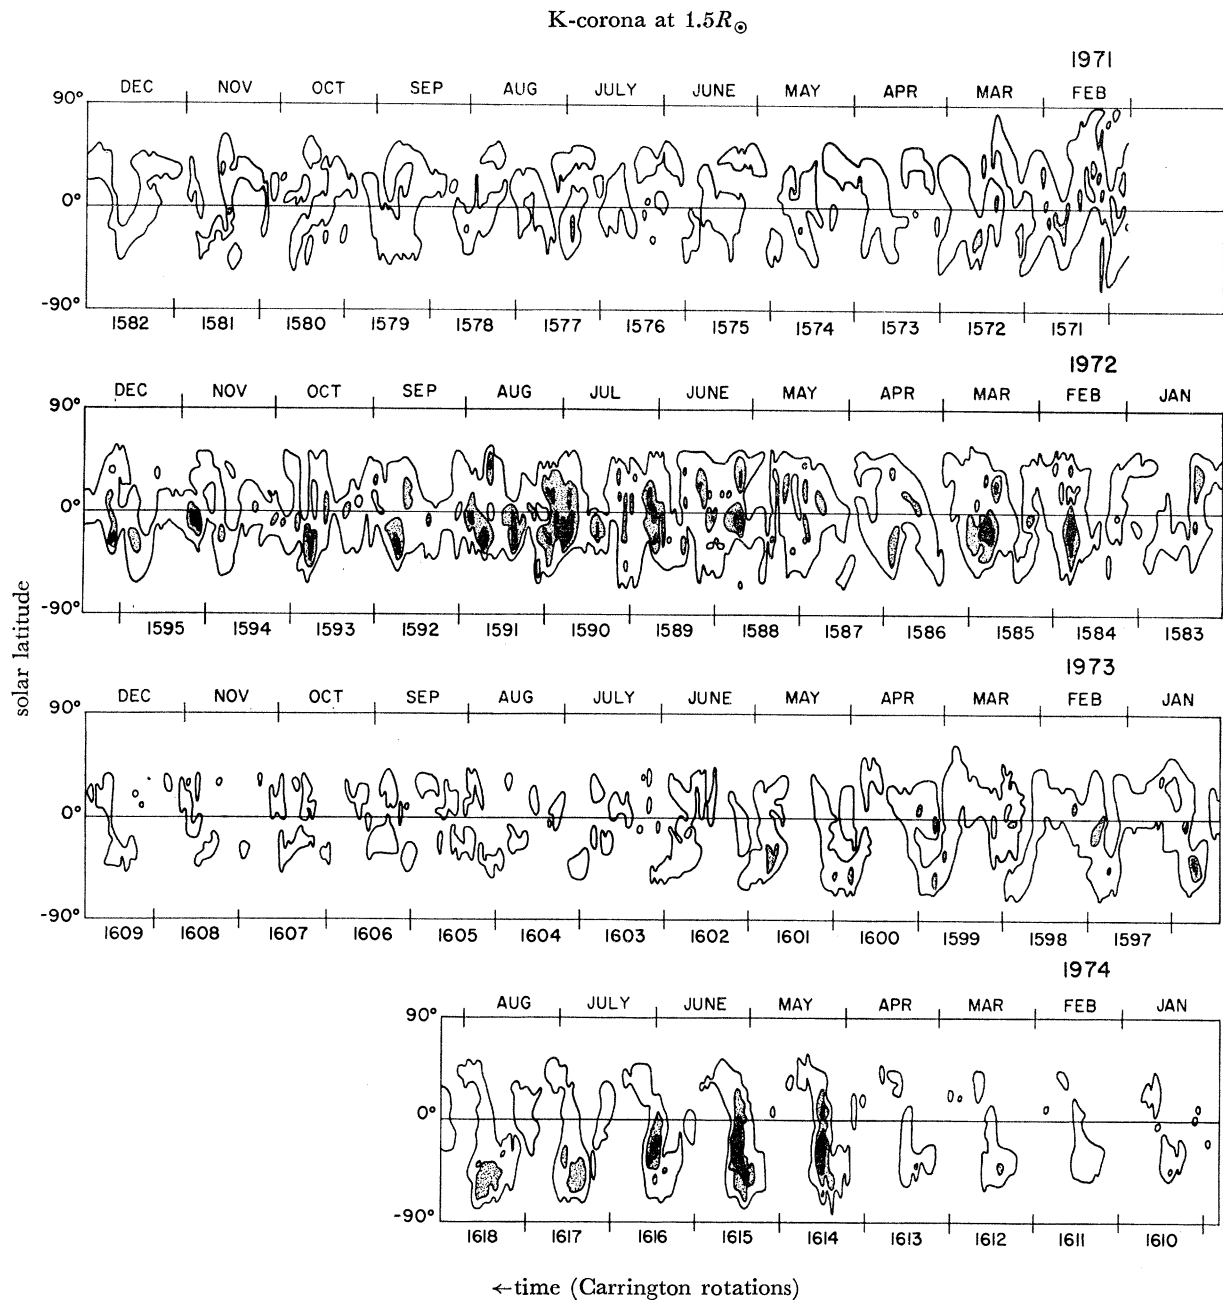 K-corona at 1.5R☉
1971
DEC NOV OCT SEP AUG JULY JUNE MAY APR MAR FEB
90°
0°
-90°
1582 1581 1580 1579 1578 1577 1576 1575 1574 1573 1572 1571
1972
DEC NOV OCT SEP AUG JUL JUNE MAY APR MAR FEB JAN
90°
0°
-90°
1595 1594 1593 1592 1591 1590 1589 1588 1587 1586 1585 1584 1583
solar latitude
1973
DEC NOV OCT SEP AUG JULY JUNE MAY APR MAR FEB JAN
90°
0°
-90°
1609 1608 1607 1606 1605 1604 1603 1602 1601 1600 1599 1598 1597
1974
AUG JULY JUNE MAY APR MAR FEB JAN
90°
0°
-90°
1618 1617 1616 1615 1614 1613 1612 1611 1610
←time (Carrington rotations)